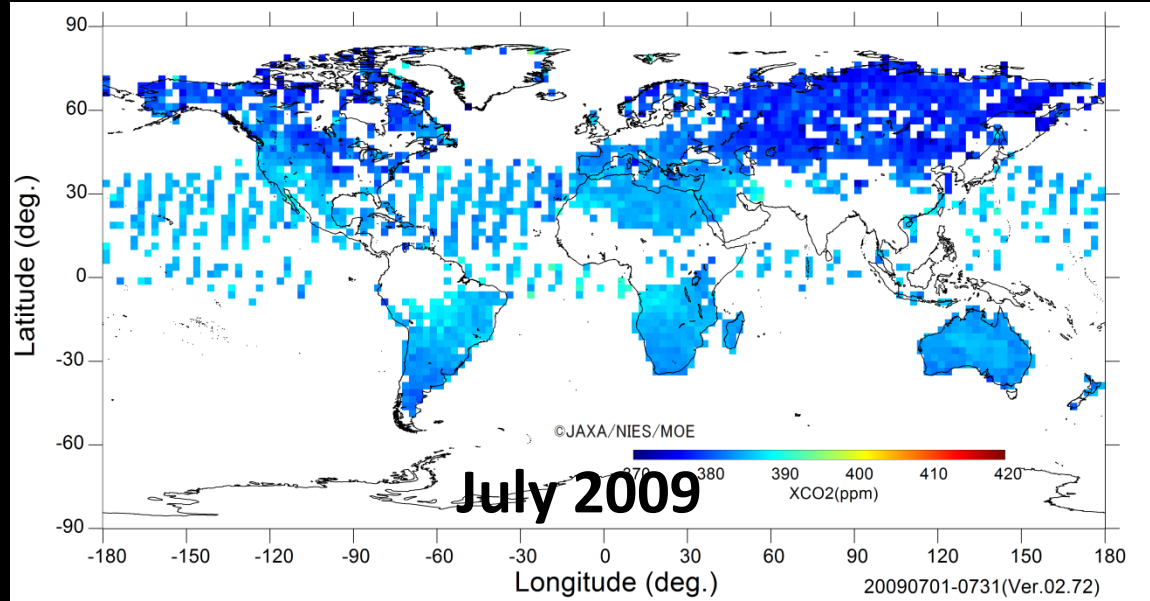 90
60
30
0
-30
-60
-90
Latitude (deg.)
©JAXA/NIES/MOE
370 380 390 400 410 420
XCO2(ppm)
July 2009
-180 -150 -120 -90 -60 -30 0 30 60 90 120 150 180
Longitude (deg.)
20090701-0731(Ver.02.72)